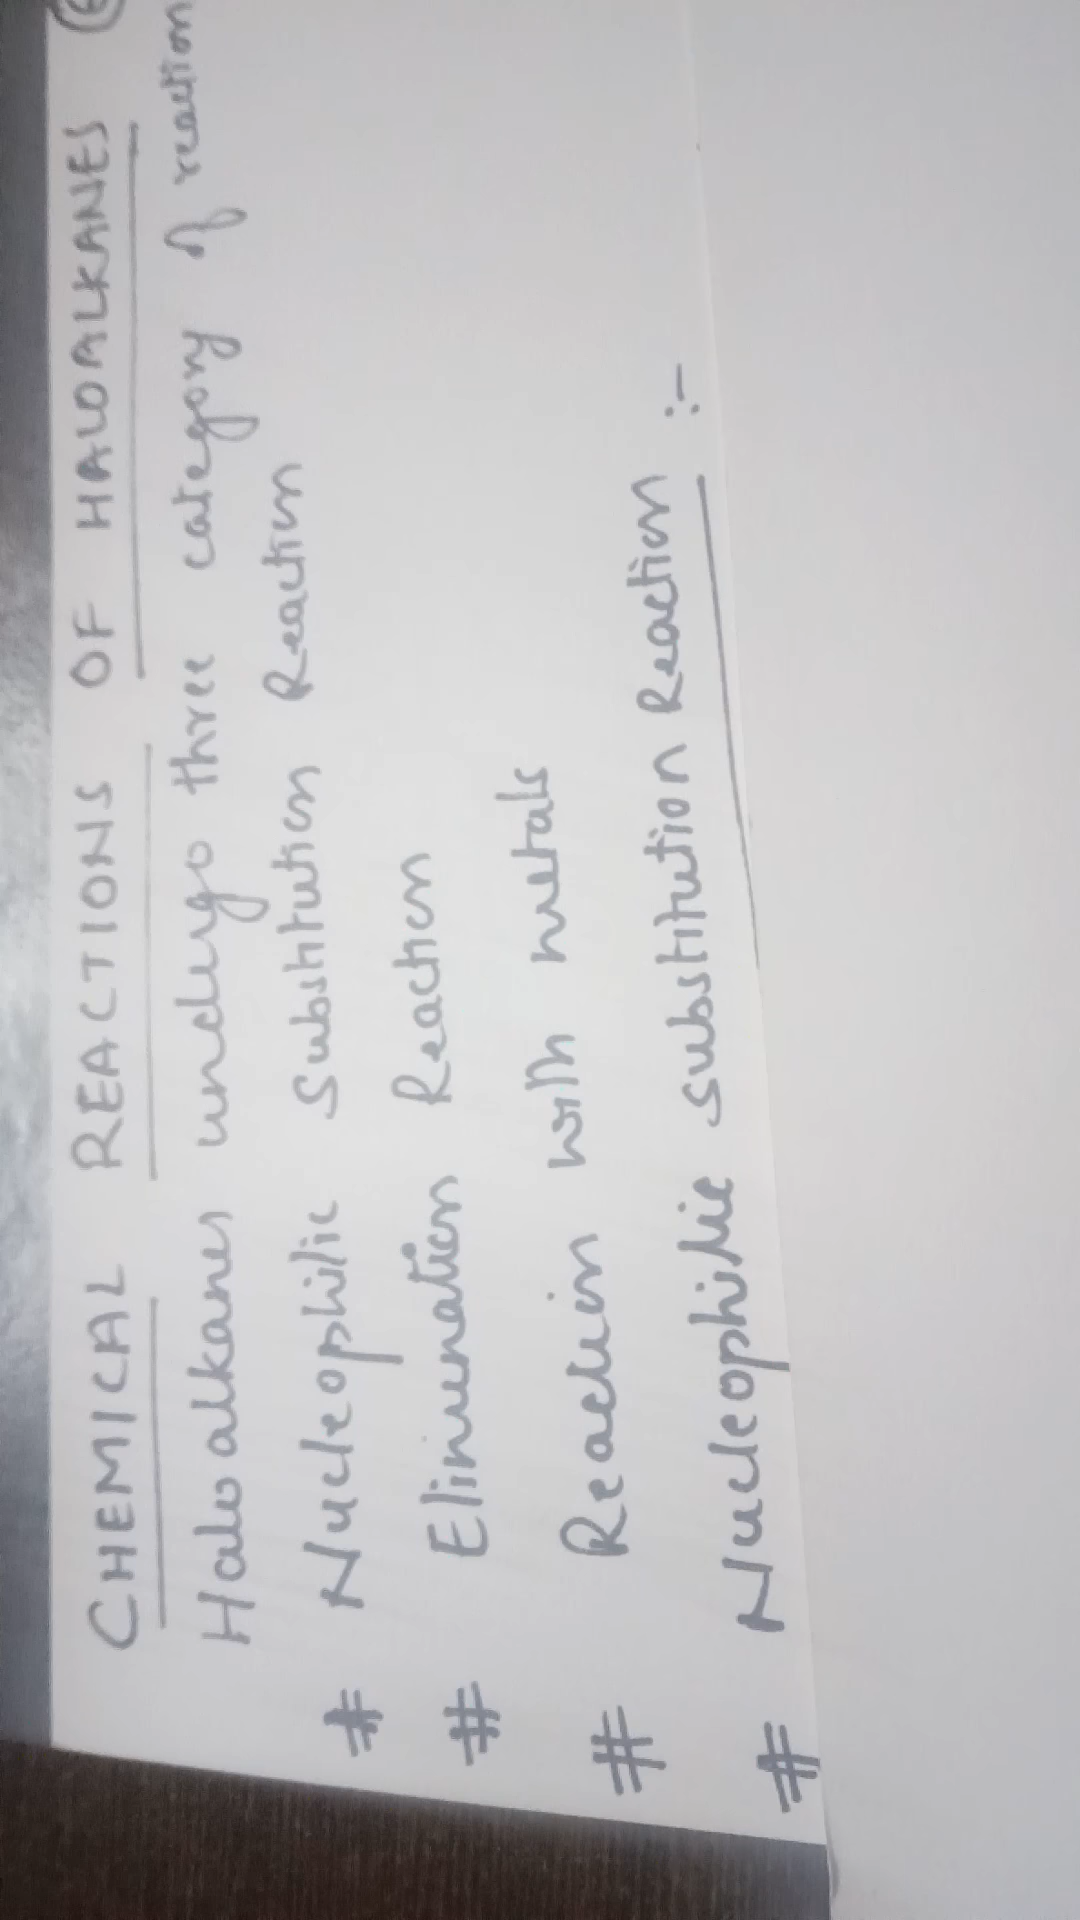 CHEMICAL REACTIONS OF HALOALKANES
Haloalkanes undergo three category of reaction
# Nucleophilic Substitution Reaction
# Elimination Reaction
# Reaction with metals
# Nucleophilic substitution Reaction :-